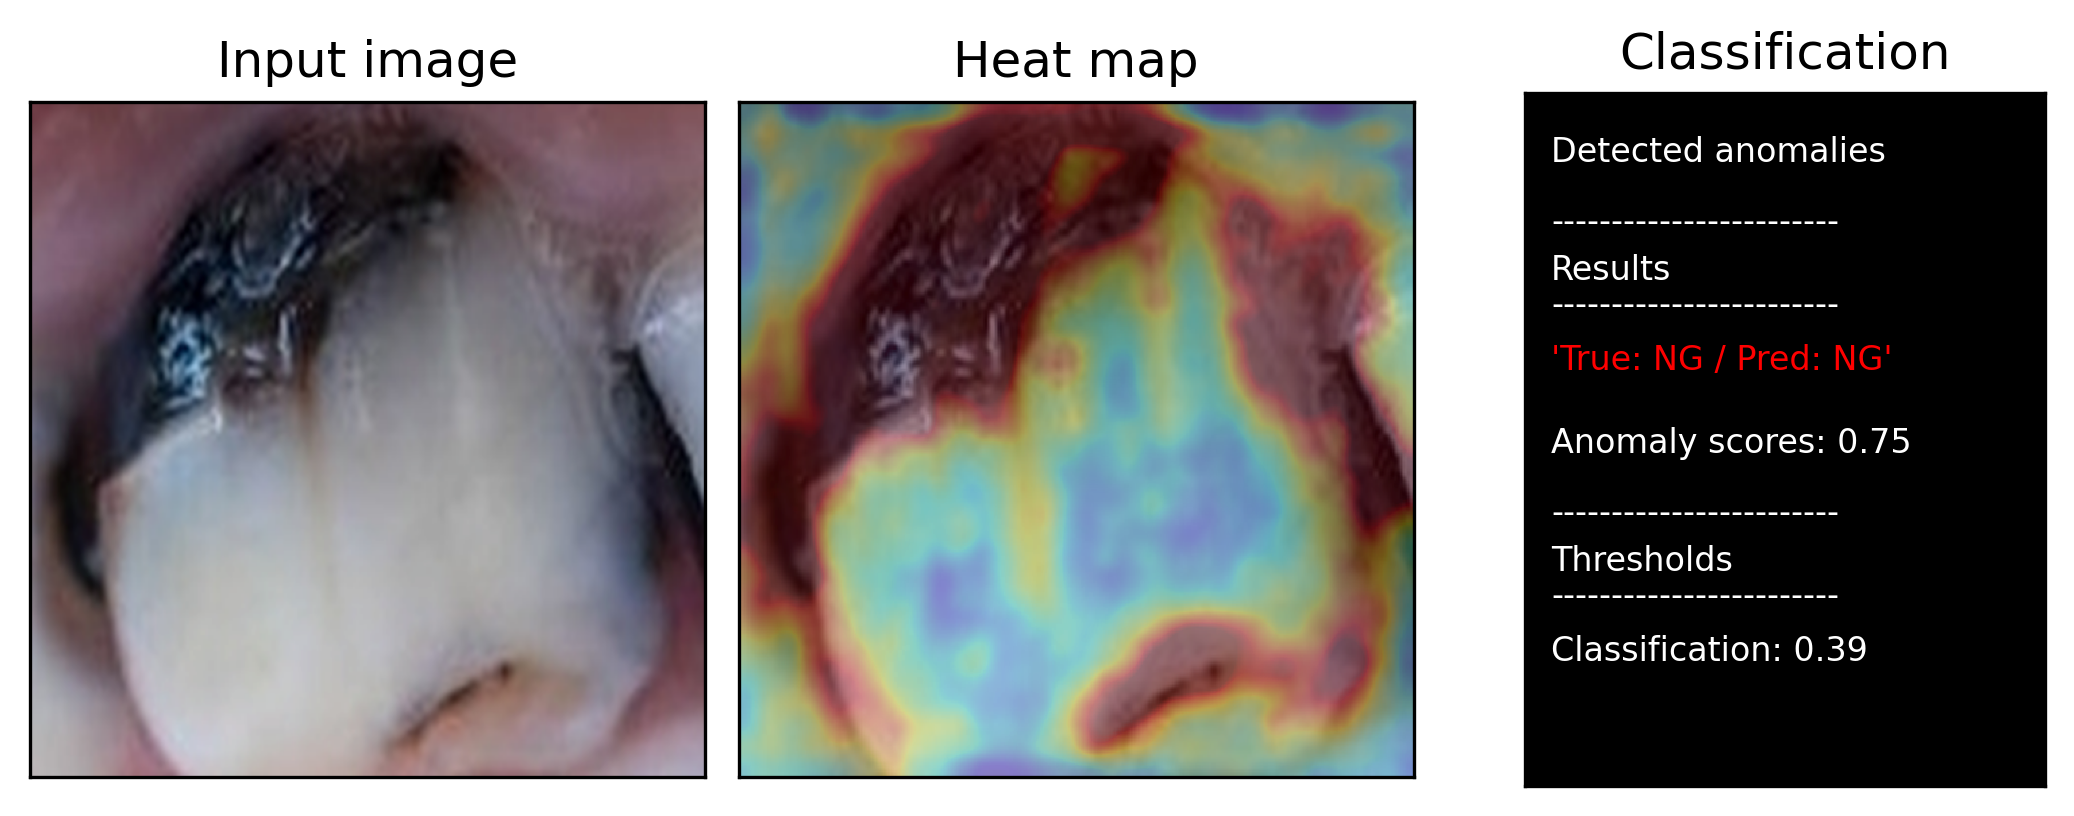 Input image
Heat map
Classification
Detected anomalies
------------------------
Results
------------------------
'True: NG / Pred: NG'
Anomaly scores: 0.75
------------------------
Thresholds
------------------------
Classification: 0.39